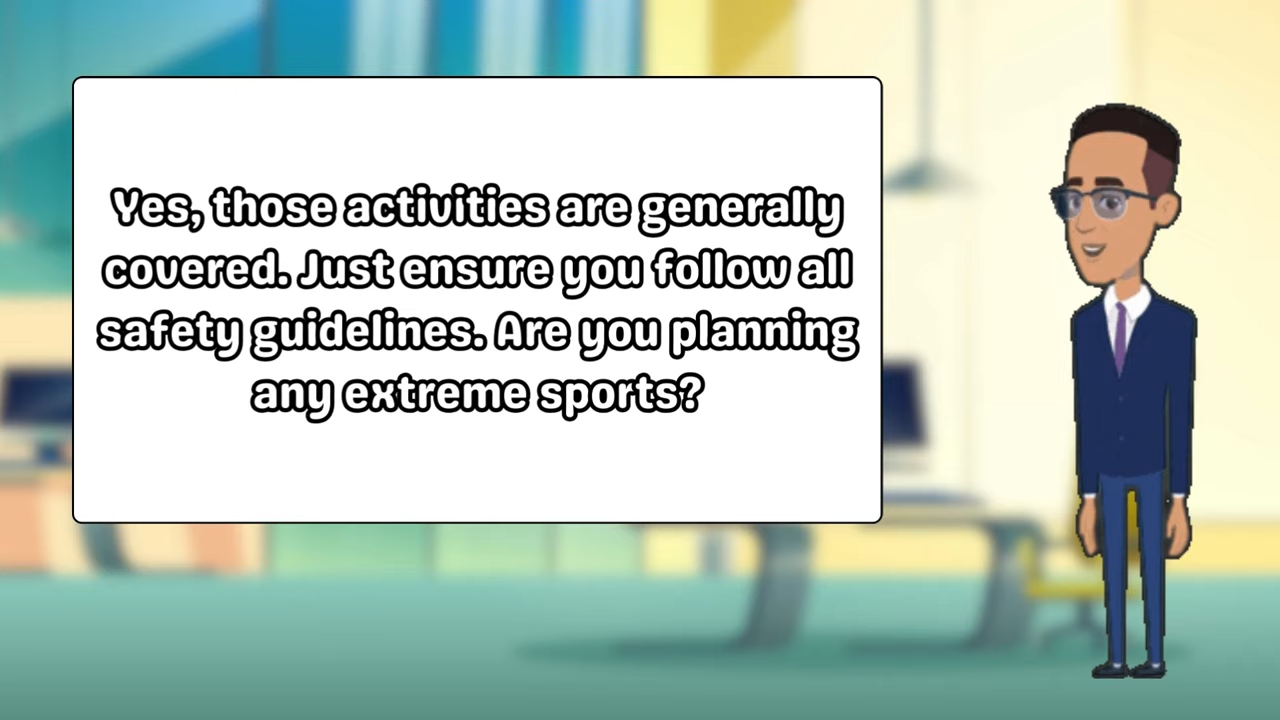 Yes, those activities are generally
covered. Just ensure you follow all
safety guidelines. Are you planning
any extreme sports?